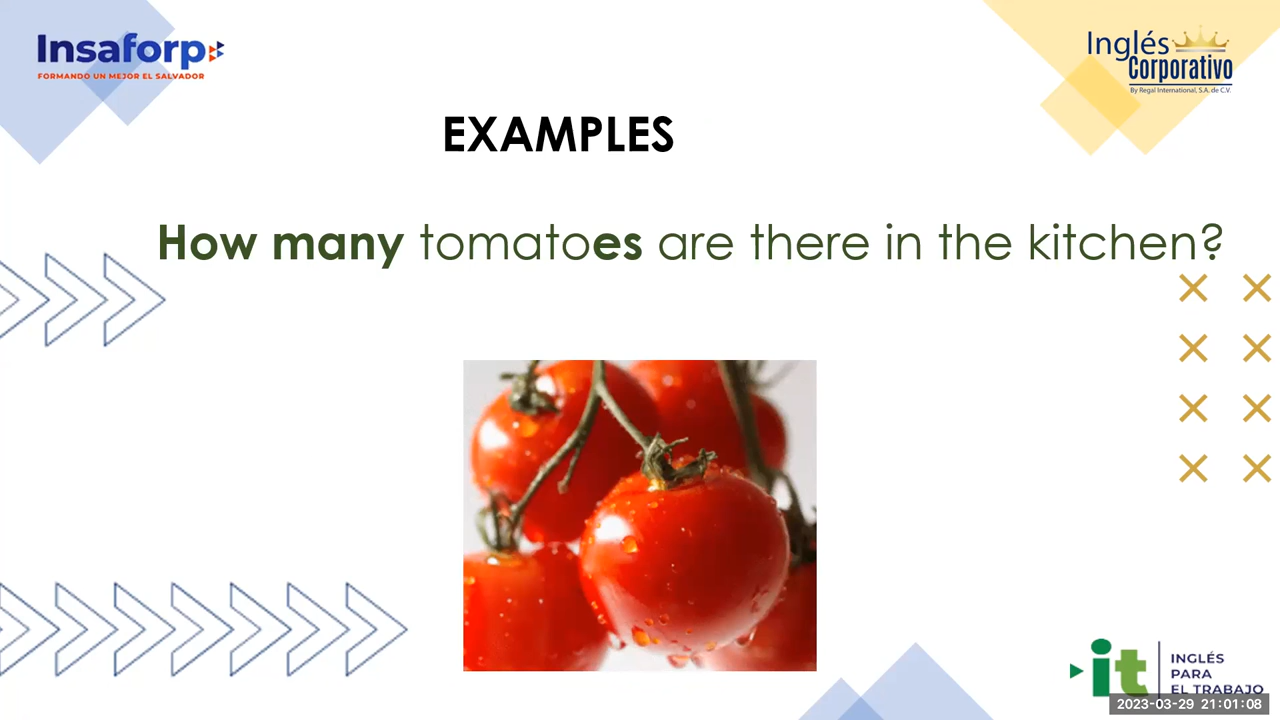 Insaforp
FORMANDO UN MEJOR EL SALVADOR
Inglés
Corporativo
By Regal International, S.A. de C.V.
EXAMPLES
How many tomatoes are there in the kitchen?
it
INGLÉS
PARA
EL TRABAJO
2023-03-29 21:01:08